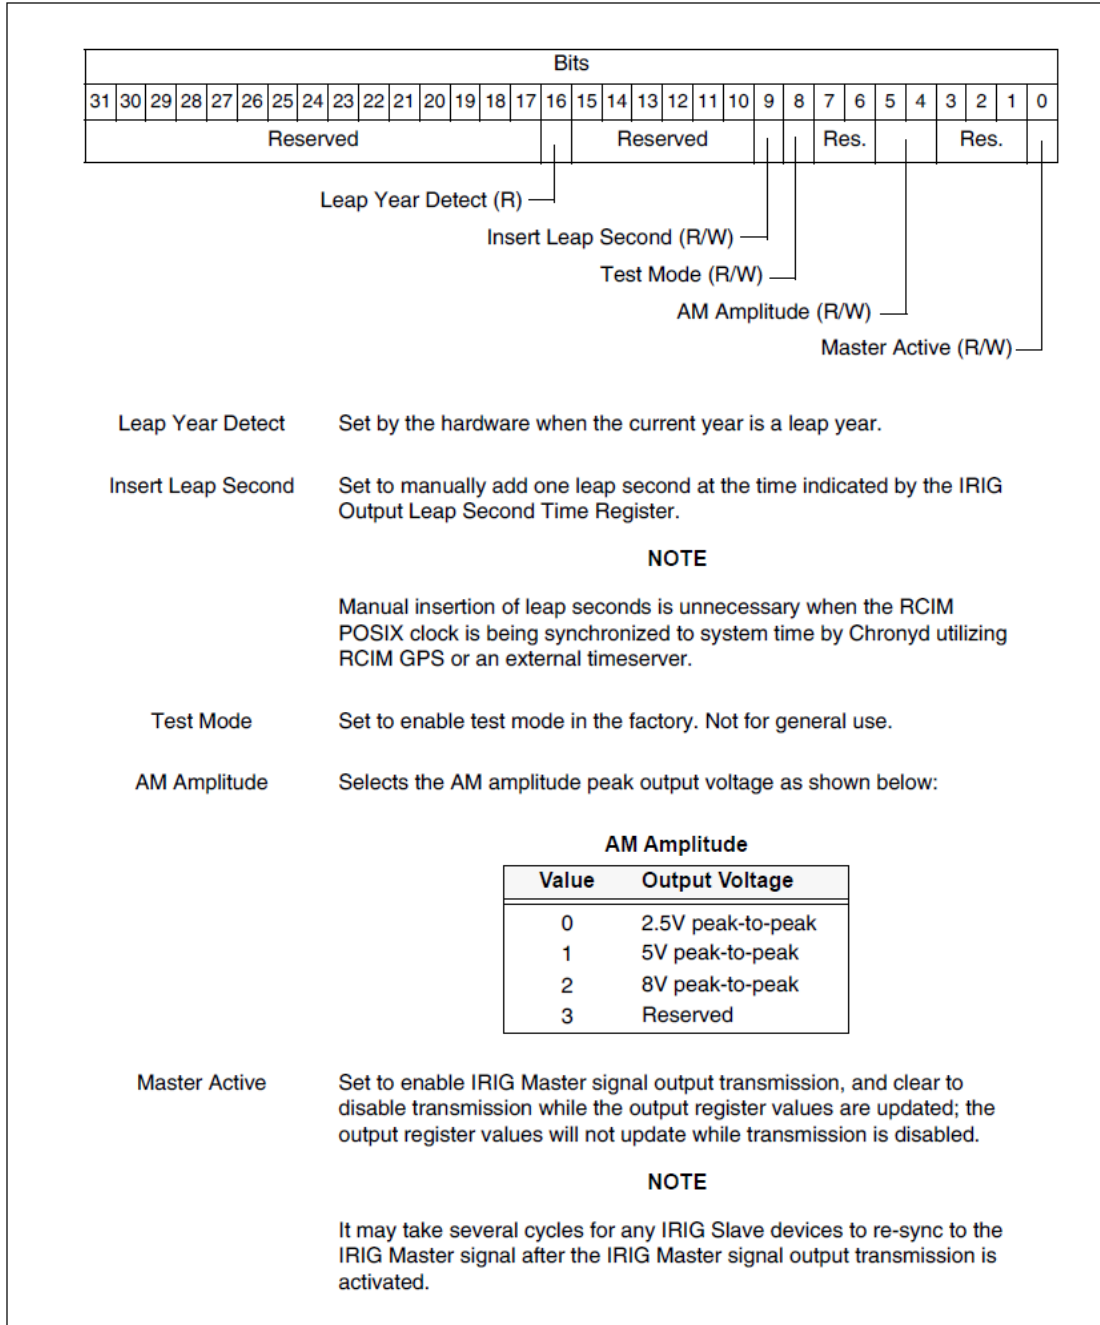 Bits
31 30 29 28 27 26 25 24 23 22 21 20 19 18 17 16 15 14 13 12 11 10 9 8 7 6 5 4 3 2 1 0
Reserved Reserved Res. Res.
Leap Year Detect (R)
Insert Leap Second (R/W)
Test Mode (R/W)
AM Amplitude (R/W)
Master Active (R/W)
Leap Year Detect Set by the hardware when the current year is a leap year.
Insert Leap Second Set to manually add one leap second at the time indicated by the IRIG
Output Leap Second Time Register.
NOTE
Manual insertion of leap seconds is unnecessary when the RCIM
POSIX clock is being synchronized to system time by Chronyd utilizing
RCIM GPS or an external timeserver.
Test Mode Set to enable test mode in the factory. Not for general use.
AM Amplitude Selects the AM amplitude peak output voltage as shown below:
AM Amplitude
Value Output Voltage
0 2.5V peak-to-peak
1 5V peak-to-peak
2 8V peak-to-peak
3 Reserved
Master Active Set to enable IRIG Master signal output transmission, and clear to
disable transmission while the output register values are updated; the
output register values will not update while transmission is disabled.
NOTE
It may take several cycles for any IRIG Slave devices to re-sync to the
IRIG Master signal after the IRIG Master signal output transmission is
activated.